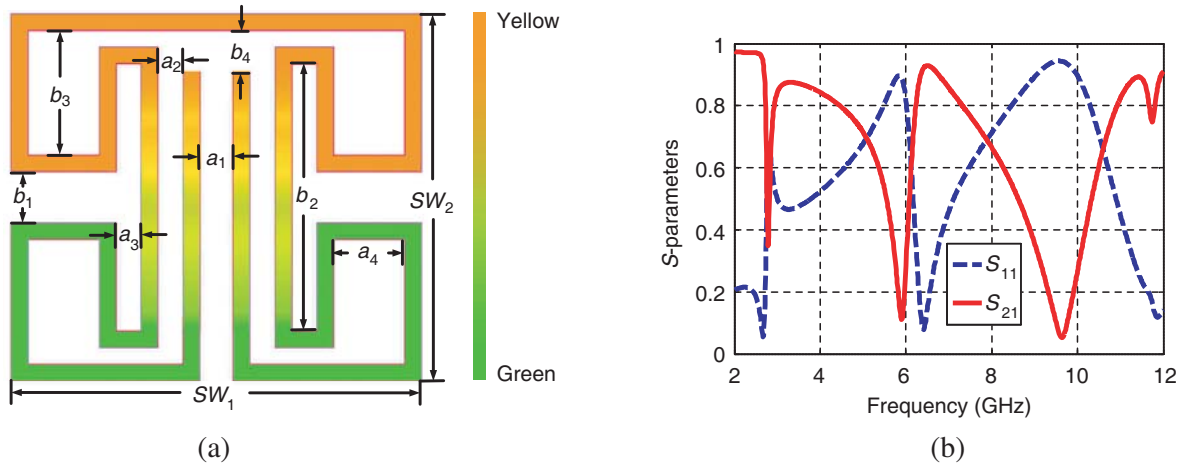 Yellow
b4
a2
b3
a1
b1
b2
SW2
a3
a4
Green
SW1
(a)
S-parameters
1
0.8
0.6
0.4
0.2
0
S11
S21
2 4 6 8 10 12
Frequency (GHz)
(b)